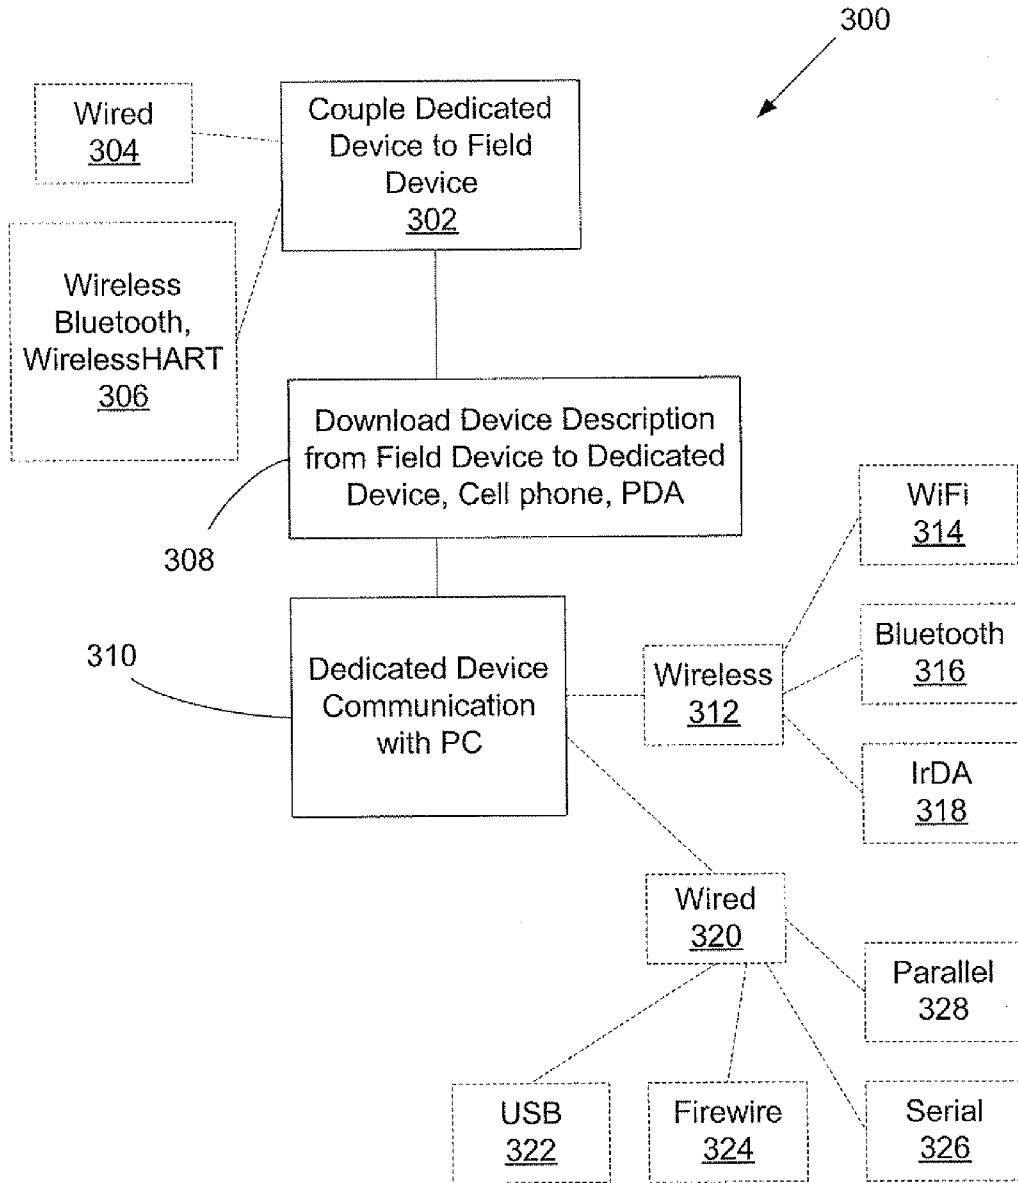 300
Wired
304
Couple Dedicated
Device to Field
Device
302
Wireless
Bluetooth,
WirelessHART
306
Download Device Description
from Field Device to Dedicated
Device, Cell phone, PDA
308
WiFi
314
310
Dedicated Device
Communication
with PC
Wireless
312
Bluetooth
316
IrDA
318
Wired
320
Parallel
328
USB
322
Firewire
324
Serial
326